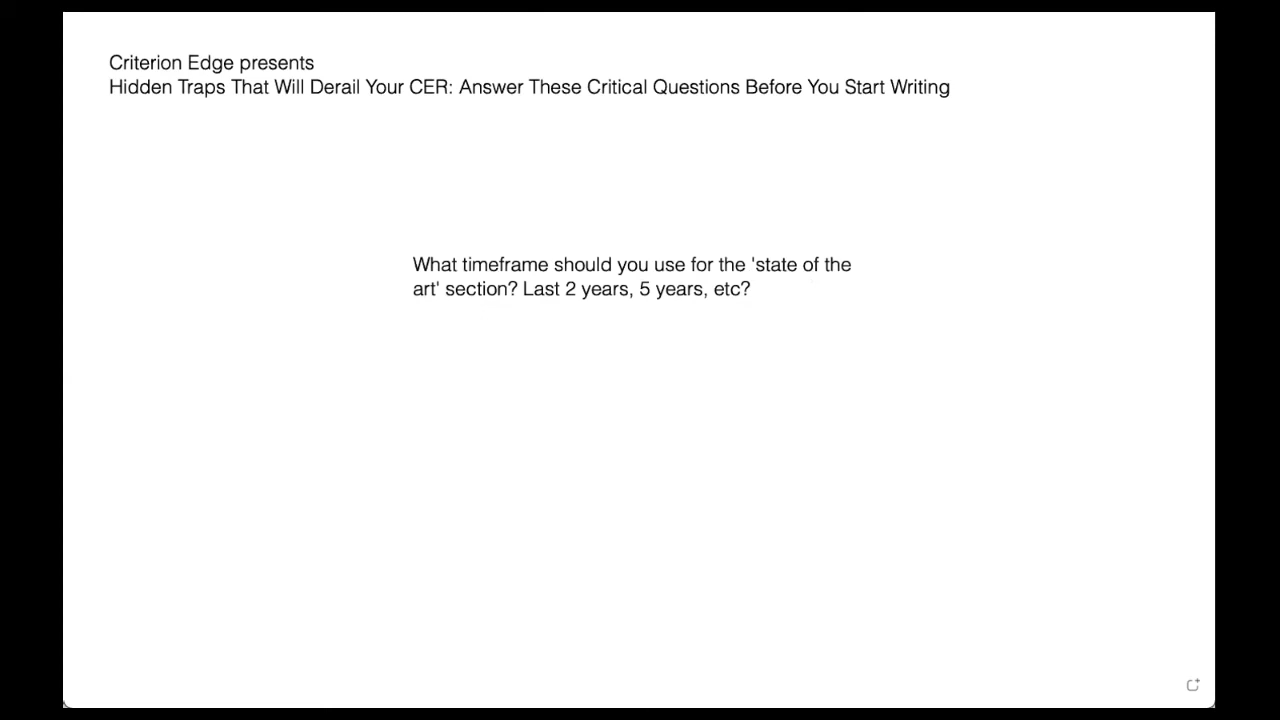 Criterion Edge presents
Hidden Traps That Will Derail Your CER: Answer These Critical Questions Before You Start Writing
What timeframe should you use for the 'state of the
art' section? Last 2 years, 5 years, etc?